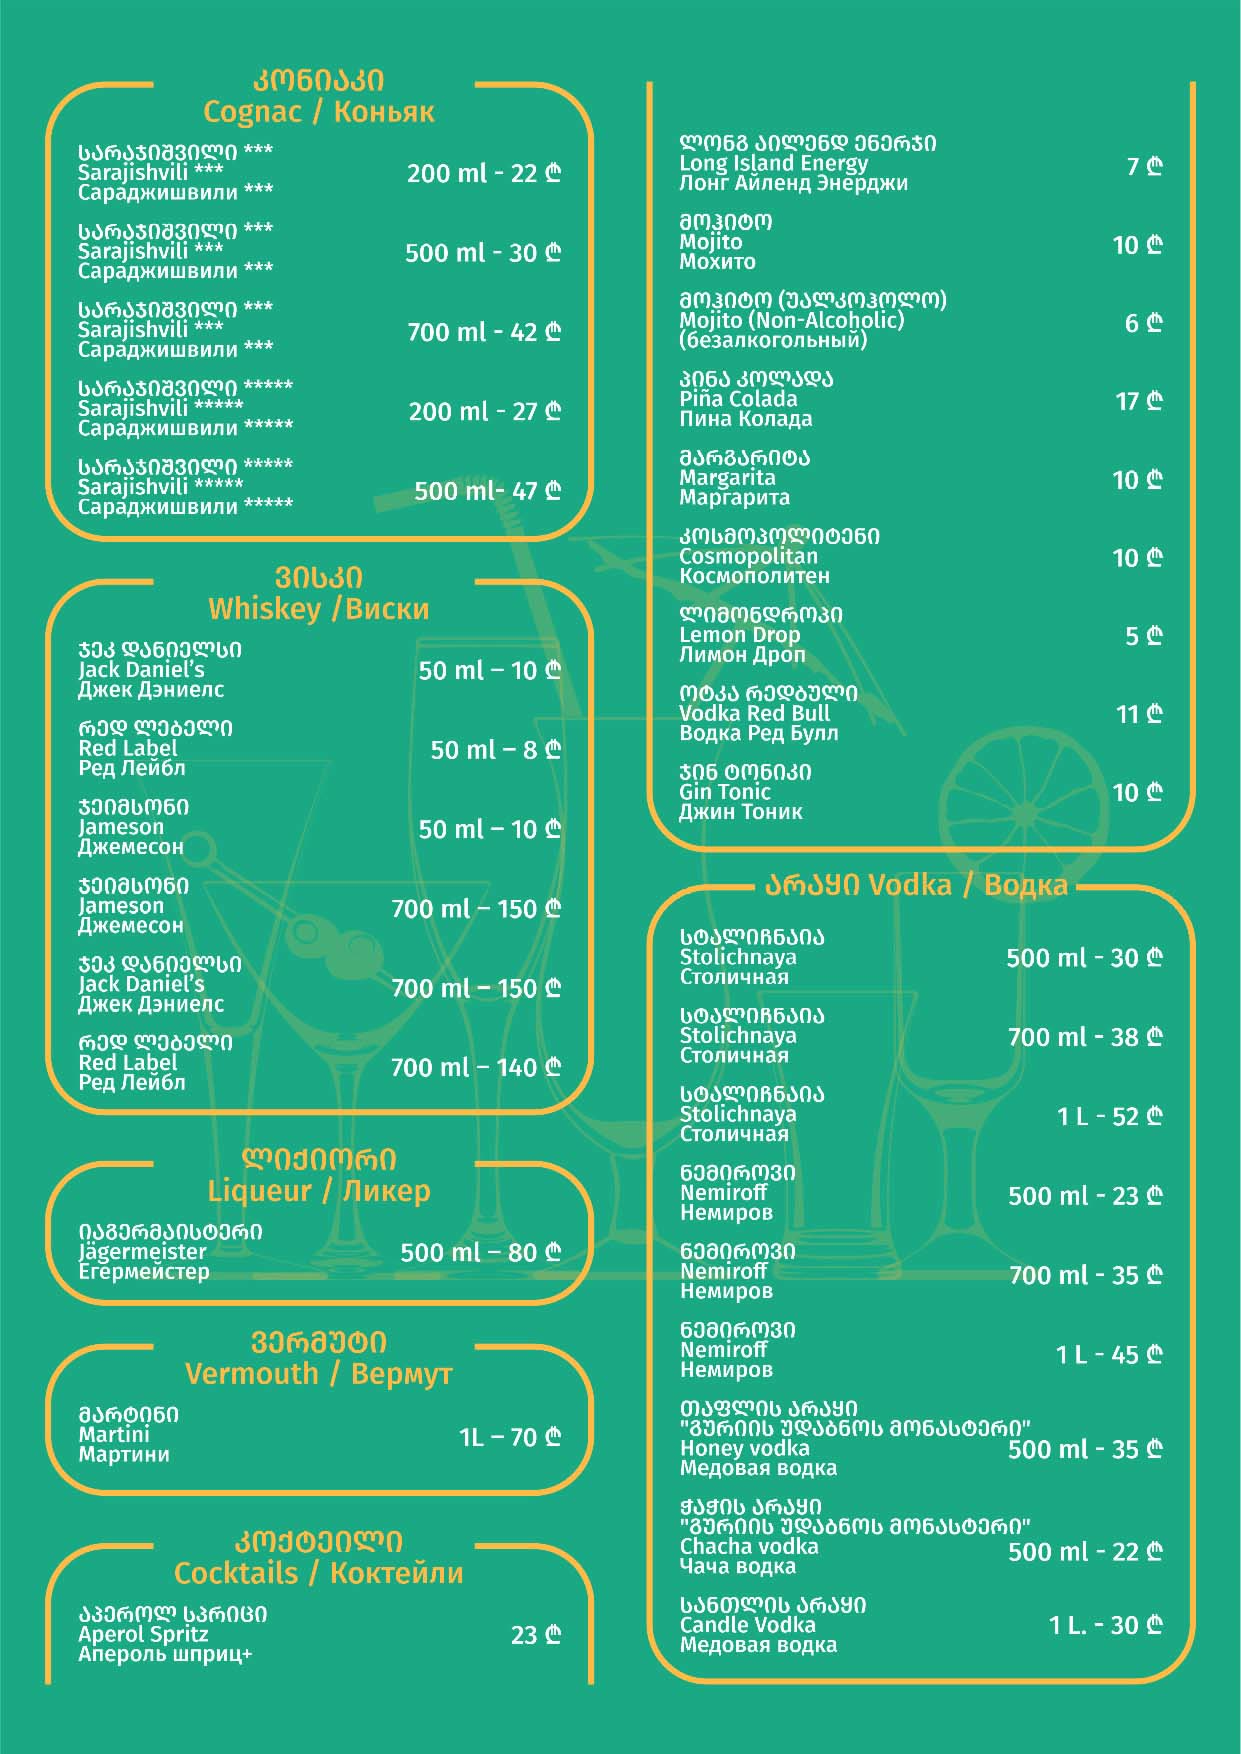 კონიაკი
Cognac / Коньяк
სარაჯიშვილი ***
Sarajishvili ***
Сараджишвили ***
200 ml - 22 ₾
სარაჯიშვილი ***
Sarajishvili ***
Сараджишвили ***
500 ml - 30 ₾
სარაჯიშვილი ***
Sarajishvili ***
Сараджишвили ***
700 ml - 42 ₾
სარაჯიშვილი *****
Sarajishvili *****
Сараджишвили *****
200 ml - 27 ₾
სარაჯიშვილი *****
Sarajishvili *****
Сараджишвили *****
500 ml- 47 ₾
ვისკი
Whiskey /Виски
ჯეკ დანიელსი
Jack Daniel’s
Джек Дэниелс
50 ml – 10 ₾
რედ ლებელი
Red Label
Ред Лейбл
50 ml – 8 ₾
ჯეიმსონი
Jameson
Джемесон
50 ml – 10 ₾
ჯეიმსონი
Jameson
Джемесон
700 ml – 150 ₾
ჯეკ დანიელსი
Jack Daniel’s
Джек Дэниелс
700 ml – 150 ₾
რედ ლებელი
Red Label
Ред Лейбл
700 ml – 140 ₾
ლიქიორი
Liqueur / Ликер
იაგერმაისტერი
Jägermeister
Егермейстер
500 ml – 80 ₾
ვერმუტი
Vermouth / Вермут
მარტინი
Martini
Мартини
1L – 70 ₾
კოქტეილი
Cocktails / Коктейли
აპეროლ სპრიცი
Aperol Spritz
Апероль шприц+
23 ₾
ლონგ აილენდ ენერჯი
Long Island Energy
Лонг Айленд Энерджи
7 ₾
მოჰიტო
Mojito
Мохито
10 ₾
მოჰიტო (უალკოჰოლო)
Mojito (Non-Alcoholic)
(безалкогольный)
6 ₾
პინა კოლადა
Piña Colada
Пина Колада
17 ₾
მარგარიტა
Margarita
Маргарита
10 ₾
კოსმოპოლიტენი
Cosmopolitan
Космополитен
10 ₾
ლიმონდროპი
Lemon Drop
Лимон Дроп
5 ₾
ოტკა რედბული
Vodka Red Bull
Водка Ред Булл
11 ₾
ჯინ ტონიკი
Gin Tonic
Джин Тоник
10 ₾
არაყი Vodka / Водка
სტალიჩნაია
Stolichnaya
Столичная
500 ml - 30 ₾
სტალიჩნაია
Stolichnaya
Столичная
700 ml - 38 ₾
სტალიჩნაია
Stolichnaya
Столичная
1 L - 52 ₾
ნემიროვი
Nemiroff
Немиров
500 ml - 23 ₾
ნემიროვი
Nemiroff
Немиров
700 ml - 35 ₾
ნემიროვი
Nemiroff
Немиров
1 L - 45 ₾
თაფლის არაყი
"გურიის უდაბნოს მონასტერი"
Honey vodka
Медовая водка
500 ml - 35 ₾
ჭაჭის არაყი
"გურიის უდაბნოს მონასტერი"
Chacha vodka
Чача водка
500 ml - 22 ₾
სანთლის არაყი
Candle Vodka
Медовая водка
1 L. - 30 ₾